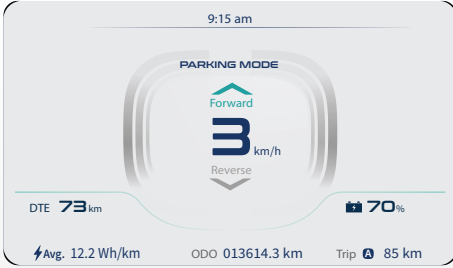 9:15 am
PARKING MODE
Forward
3 km/h
Reverse
DTE 73 km
70%
Avg. 12.2 Wh/km
ODO 013614.3 km
Trip A 85 km